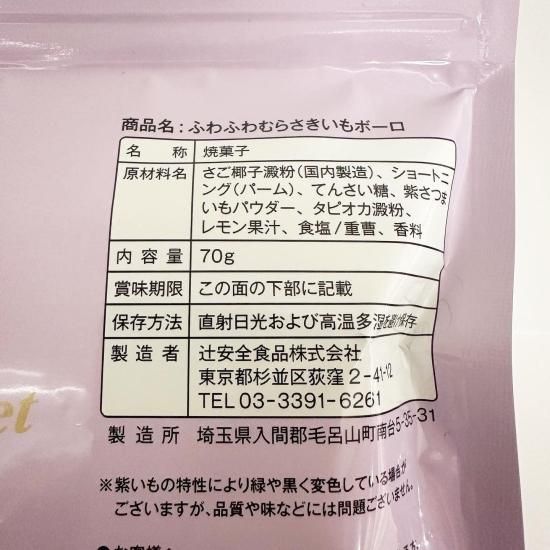 商品名：ふわふわむらさきいもボーロ
名称 焼菓子
原材料名 さご椰子澱粉(国内製造)、ショートニ
ング(パーム)、てんさい糖、紫さつま
いもパウダー、タピオカ澱粉、
レモン果汁、食塩/重曹、香料
内容量 70g
賞味期限 この面の下部に記載
保存方法 直射日光および高温多湿を避け保存
製造者 辻安全食品株式会社
東京都杉並区荻窪2-41-12
TEL03-3391-6261
製造所 埼玉県入間郡毛呂山町南台5-35-31
et
※紫いもの特性により緑や黒く変色している場合が
ございますが、品質や味などには問題ございません。